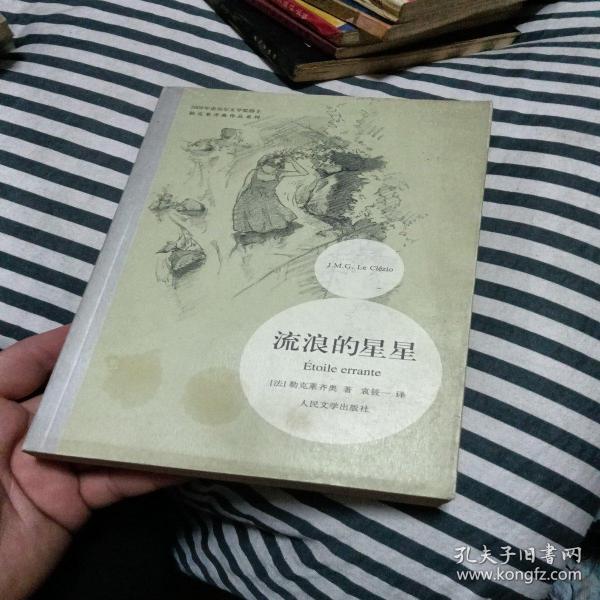 2008年诺贝尔文学奖得主
勒克莱齐奥作品系列
J.M.G. Le Clézio
流浪的星星
Étoile errante
[法] 勒克莱齐奥 著 袁筱一 译
人民文学出版社
孔夫子旧书网
www.kongfz.com